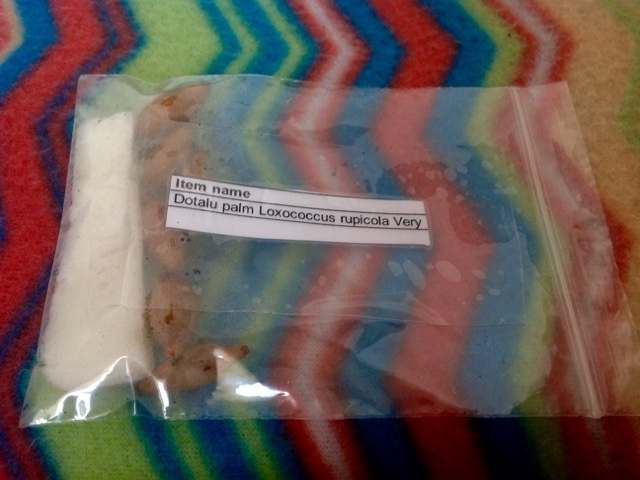 Item name
Dotalu palm Loxococcus rupicola Very